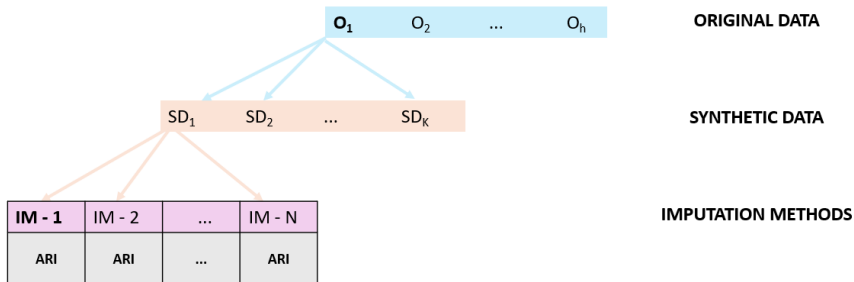 O₁ O₂ ... Oₕ ORIGINAL DATA
SD₁ SD₂ ... SD_K SYNTHETIC DATA
IM - 1 IM - 2 ... IM - N IMPUTATION METHODS
ARI ARI ... ARI